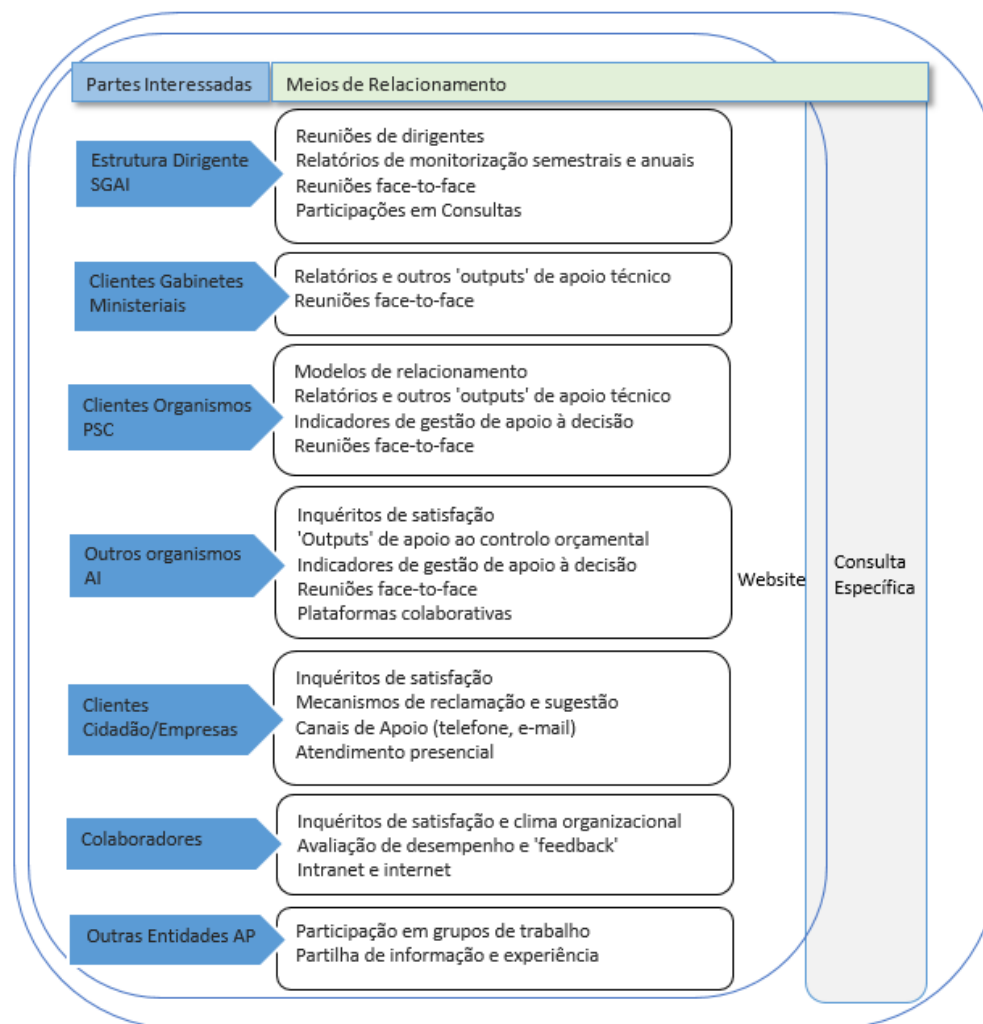 Partes Interessadas
Meios de Relacionamento
Estrutura Dirigente
SGAI
Reuniões de dirigentes
Relatórios de monitorização semestrais e anuais
Reuniões face-to-face
Participações em Consultas
Clientes Gabinetes
Ministeriais
Relatórios e outros 'outputs' de apoio técnico
Reuniões face-to-face
Clientes Organismos
PSC
Modelos de relacionamento
Relatórios e outros 'outputs' de apoio técnico
Indicadores de gestão de apoio à decisão
Reuniões face-to-face
Outros organismos
AI
Inquéritos de satisfação
'Outputs' de apoio ao controlo orçamental
Indicadores de gestão de apoio à decisão
Reuniões face-to-face
Plataformas colaborativas
Website
Consulta
Específica
Clientes
Cidadão/Empresas
Inquéritos de satisfação
Mecanismos de reclamação e sugestão
Canais de Apoio (telefone, e-mail)
Atendimento presencial
Colaboradores
Inquéritos de satisfação e clima organizacional
Avaliação de desempenho e 'feedback'
Intranet e internet
Outras Entidades AP
Participação em grupos de trabalho
Partilha de informação e experiência